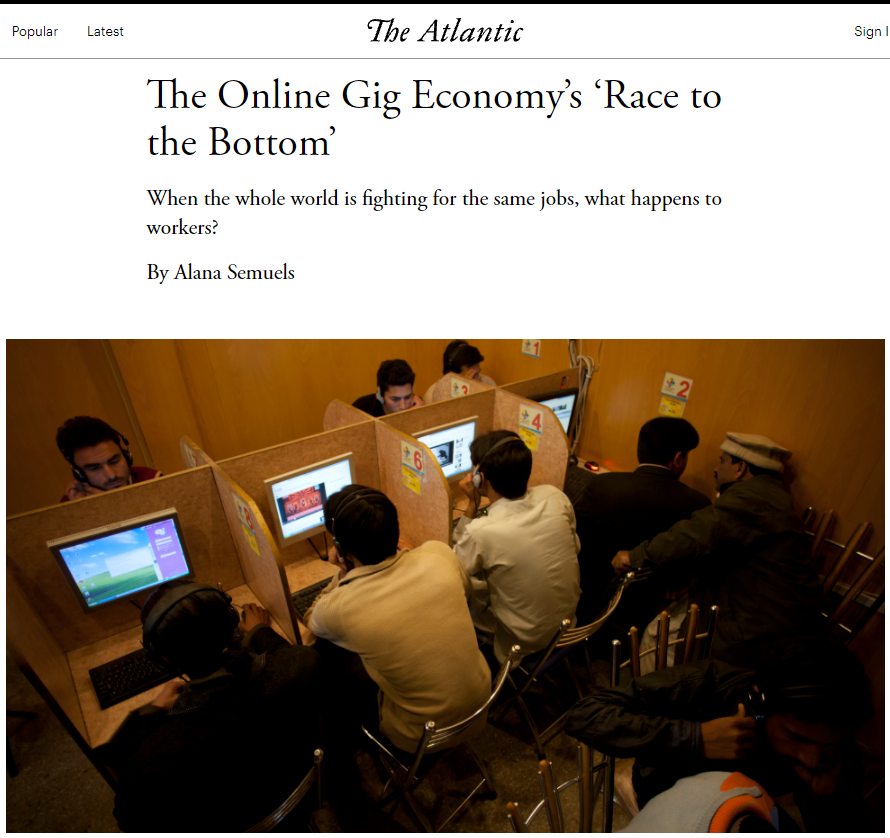 Popular Latest The Atlantic Sign I
The Online Gig Economy’s ‘Race to
the Bottom’
When the whole world is fighting for the same jobs, what happens to
workers?
By Alana Semuels
1
3
2
4
6